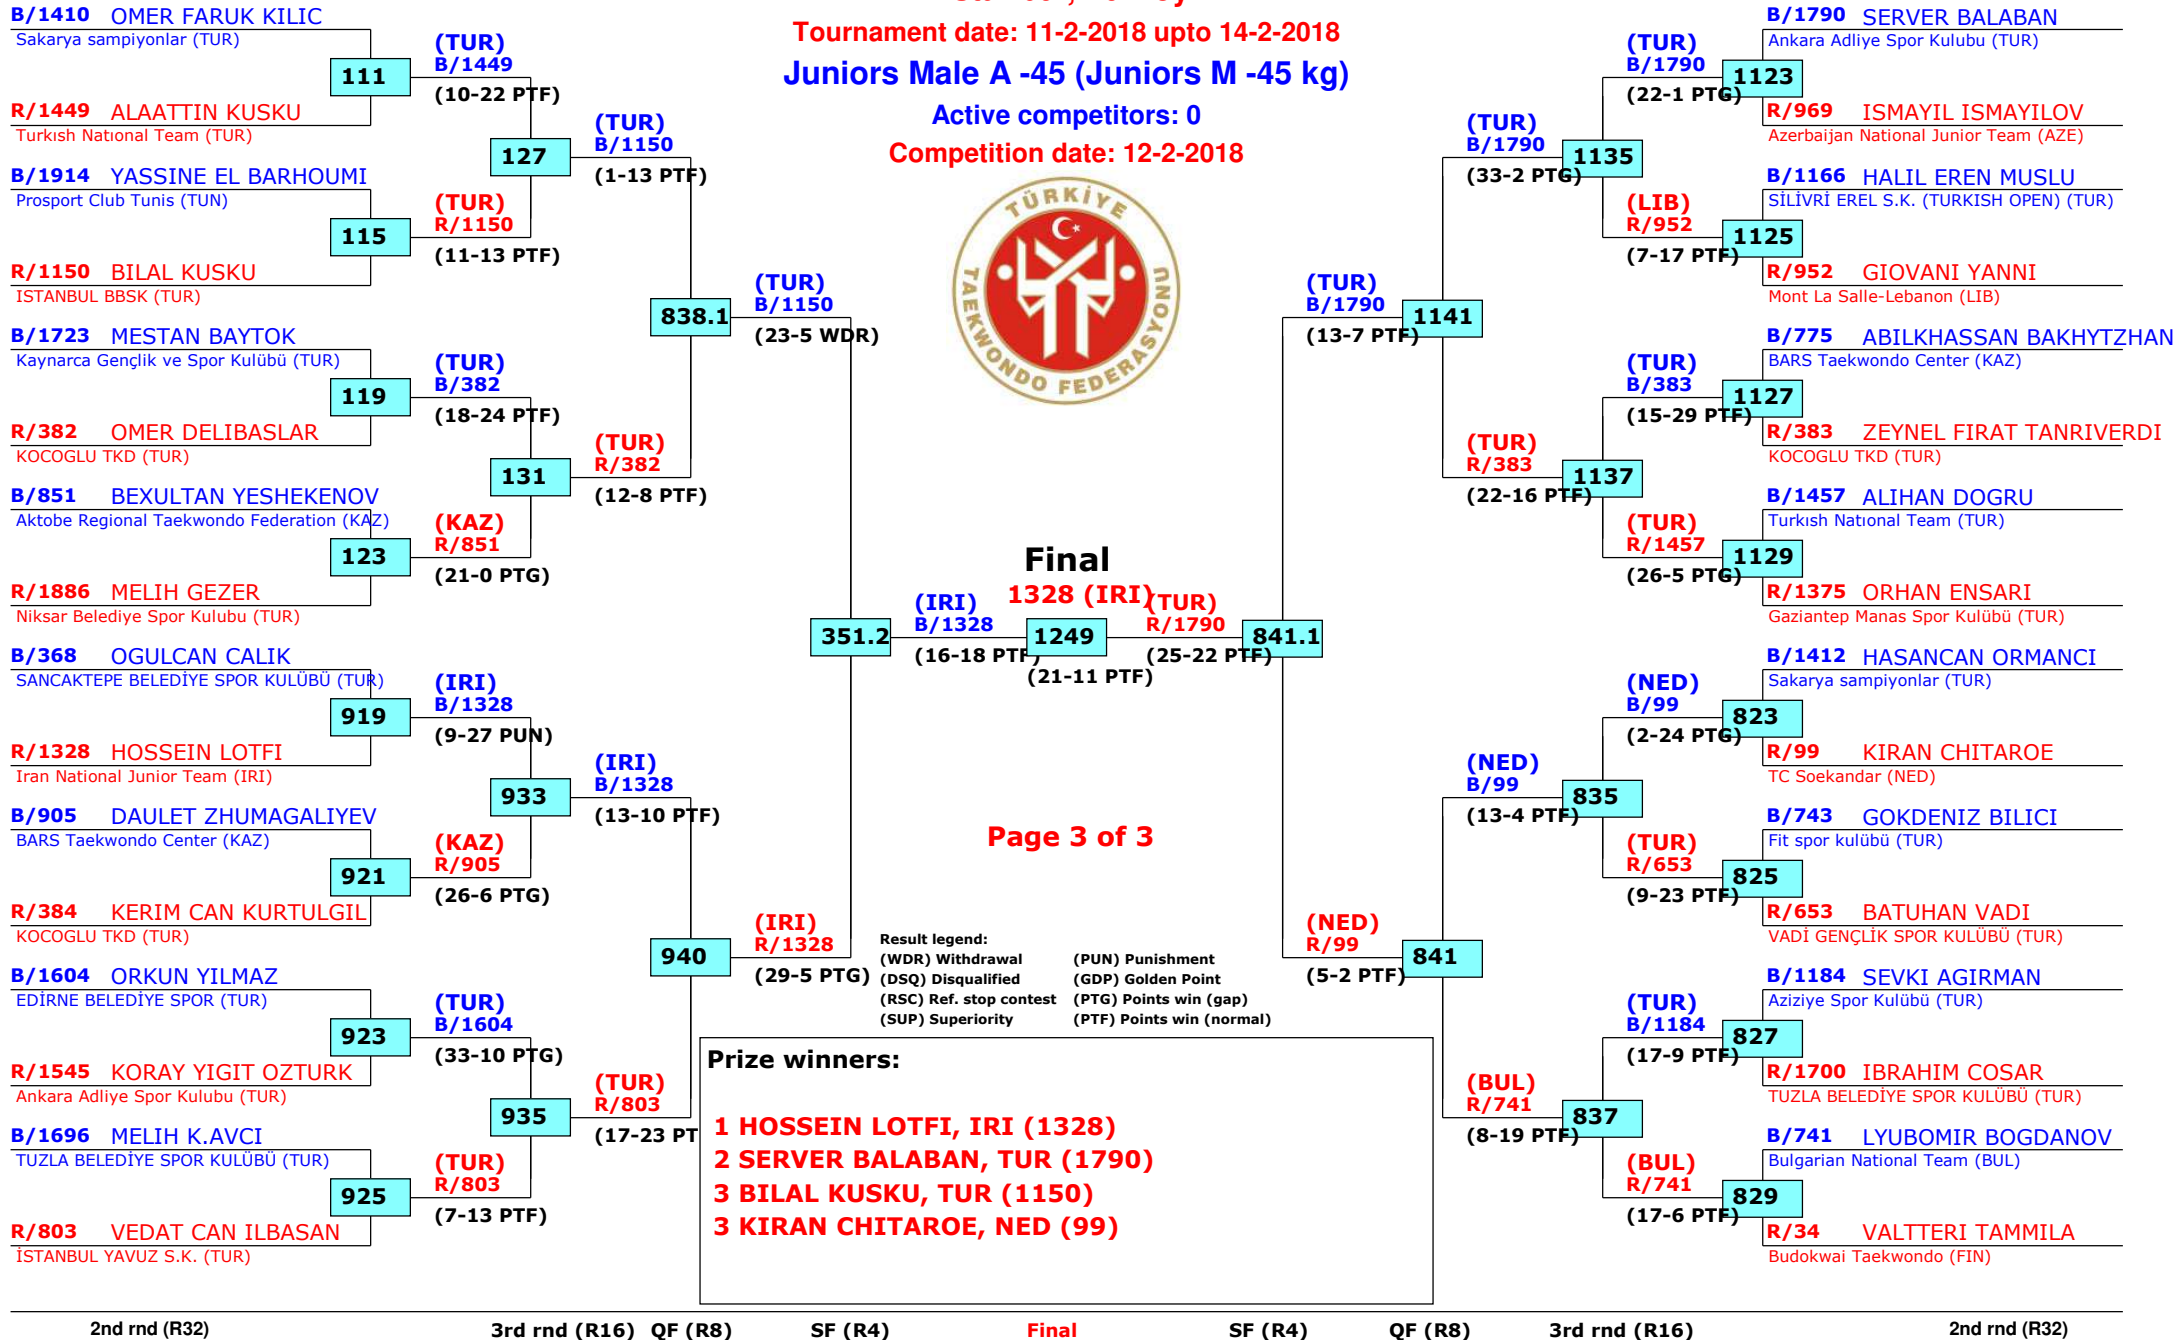 Tournament date: 11-2-2018 upto 14-2-2018
Juniors Male A -45 (Juniors M -45 kg)
Active competitors: 0
Competition date: 12-2-2018
TÜRKİYE
TAEKWONDO FEDERASYONU
B/1410 OMER FARUK KILIC
Sakarya sampiyonlar (TUR)
111
R/1449 ALAATTIN KUSKU
Turkısh Natıonal Team (TUR)
B/1914 YASSINE EL BARHOUMI
Prosport Club Tunis (TUN)
115
R/1150 BILAL KUSKU
ISTANBUL BBSK (TUR)
B/1723 MESTAN BAYTOK
Kaynarca Gençlik ve Spor Kulübü (TUR)
119
R/382 OMER DELIBASLAR
KOCOGLU TKD (TUR)
B/851 BEXULTAN YESHEKENOV
Aktobe Regional Taekwondo Federation (KAZ)
123
R/1886 MELIH GEZER
Niksar Belediye Spor Kulubu (TUR)
B/368 OGULCAN CALIK
SANCAKTEPE BELEDİYE SPOR KULÜBÜ (TUR)
919
R/1328 HOSSEIN LOTFI
Iran National Junior Team (IRI)
B/905 DAULET ZHUMAGALIYEV
BARS Taekwondo Center (KAZ)
921
R/384 KERIM CAN KURTULGIL
KOCOGLU TKD (TUR)
B/1604 ORKUN YILMAZ
EDİRNE BELEDİYE SPOR (TUR)
923
R/1545 KORAY YIGIT OZTURK
Ankara Adliye Spor Kulubu (TUR)
B/1696 MELIH K.AVCI
TUZLA BELEDİYE SPOR KULÜBÜ (TUR)
925
R/803 VEDAT CAN ILBASAN
İSTANBUL YAVUZ S.K. (TUR)
(TUR)
B/1449
(10-22 PTF)
127
(TUR)
R/1150
(11-13 PTF)
(TUR)
B/382
(18-24 PTF)
131
(KAZ)
R/851
(21-0 PTG)
(IRI)
B/1328
(9-27 PUN)
933
(KAZ)
R/905
(26-6 PTG)
(TUR)
B/1604
(33-10 PTG)
935
(TUR)
R/803
(7-13 PTF)
(TUR)
B/1150
(1-13 PTF)
838.1
(TUR)
R/382
(12-8 PTF)
(IRI)
B/1328
(13-10 PTF)
940
(TUR)
R/803
(17-23 PT
(TUR)
B/1150
(23-5 WDR)
351.2
(IRI)
R/1328
(29-5 PTG)
Final
1328 (IRI)
(IRI)
B/1328
(16-18 PTF)
1249
(21-11 PTF)
(TUR)
R/1790
(25-22 PTF)
841.1
Page 3 of 3
(TUR)
B/1790
(13-7 PTF)
1141
(NED)
R/99
(5-2 PTF)
841
(TUR)
B/1790
(33-2 PTG)
1135
(TUR)
R/383
(22-16 PTF)
1137
(NED)
B/99
(13-4 PTF)
835
(BUL)
R/741
(8-19 PTF)
837
(TUR)
B/1790
(22-1 PTG)
1123
(LIB)
R/952
(7-17 PTF)
1125
(TUR)
B/383
(15-29 PTF)
1127
(TUR)
R/1457
(26-5 PTG)
1129
(NED)
B/99
(2-24 PTG)
823
(TUR)
R/653
(9-23 PTF)
825
(TUR)
B/1184
(17-9 PTF)
827
(BUL)
R/741
(17-6 PTF)
829
B/1790 SERVER BALABAN
Ankara Adliye Spor Kulubu (TUR)
R/969 ISMAYIL ISMAYILOV
Azerbaijan National Junior Team (AZE)
B/1166 HALIL EREN MUSLU
SİLİVRİ EREL S.K. (TURKISH OPEN) (TUR)
R/952 GIOVANI YANNI
Mont La Salle-Lebanon (LIB)
B/775 ABILKHASSAN BAKHYTZHAN
BARS Taekwondo Center (KAZ)
R/383 ZEYNEL FIRAT TANRIVERDI
KOCOGLU TKD (TUR)
B/1457 ALIHAN DOGRU
Turkısh Natıonal Team (TUR)
R/1375 ORHAN ENSARI
Gaziantep Manas Spor Kulübü (TUR)
B/1412 HASANCAN ORMANCI
Sakarya sampiyonlar (TUR)
R/99 KIRAN CHITAROE
TC Soekandar (NED)
B/743 GOKDENIZ BILICI
Fit spor kulübü (TUR)
R/653 BATUHAN VADI
VADİ GENÇLİK SPOR KULÜBÜ (TUR)
B/1184 SEVKI AGIRMAN
Aziziye Spor Kulübü (TUR)
R/1700 IBRAHIM COSAR
TUZLA BELEDİYE SPOR KULÜBÜ (TUR)
B/741 LYUBOMIR BOGDANOV
Bulgarian National Team (BUL)
R/34 VALTTERI TAMMILA
Budokwai Taekwondo (FIN)
Result legend:
(WDR) Withdrawal (PUN) Punishment
(DSQ) Disqualified (GDP) Golden Point
(RSC) Ref. stop contest (PTG) Points win (gap)
(SUP) Superiority (PTF) Points win (normal)
Prize winners:
1 HOSSEIN LOTFI, IRI (1328)
2 SERVER BALABAN, TUR (1790)
3 BILAL KUSKU, TUR (1150)
3 KIRAN CHITAROE, NED (99)
2nd rnd (R32) 3rd rnd (R16) QF (R8) SF (R4) Final SF (R4) QF (R8) 3rd rnd (R16) 2nd rnd (R32)